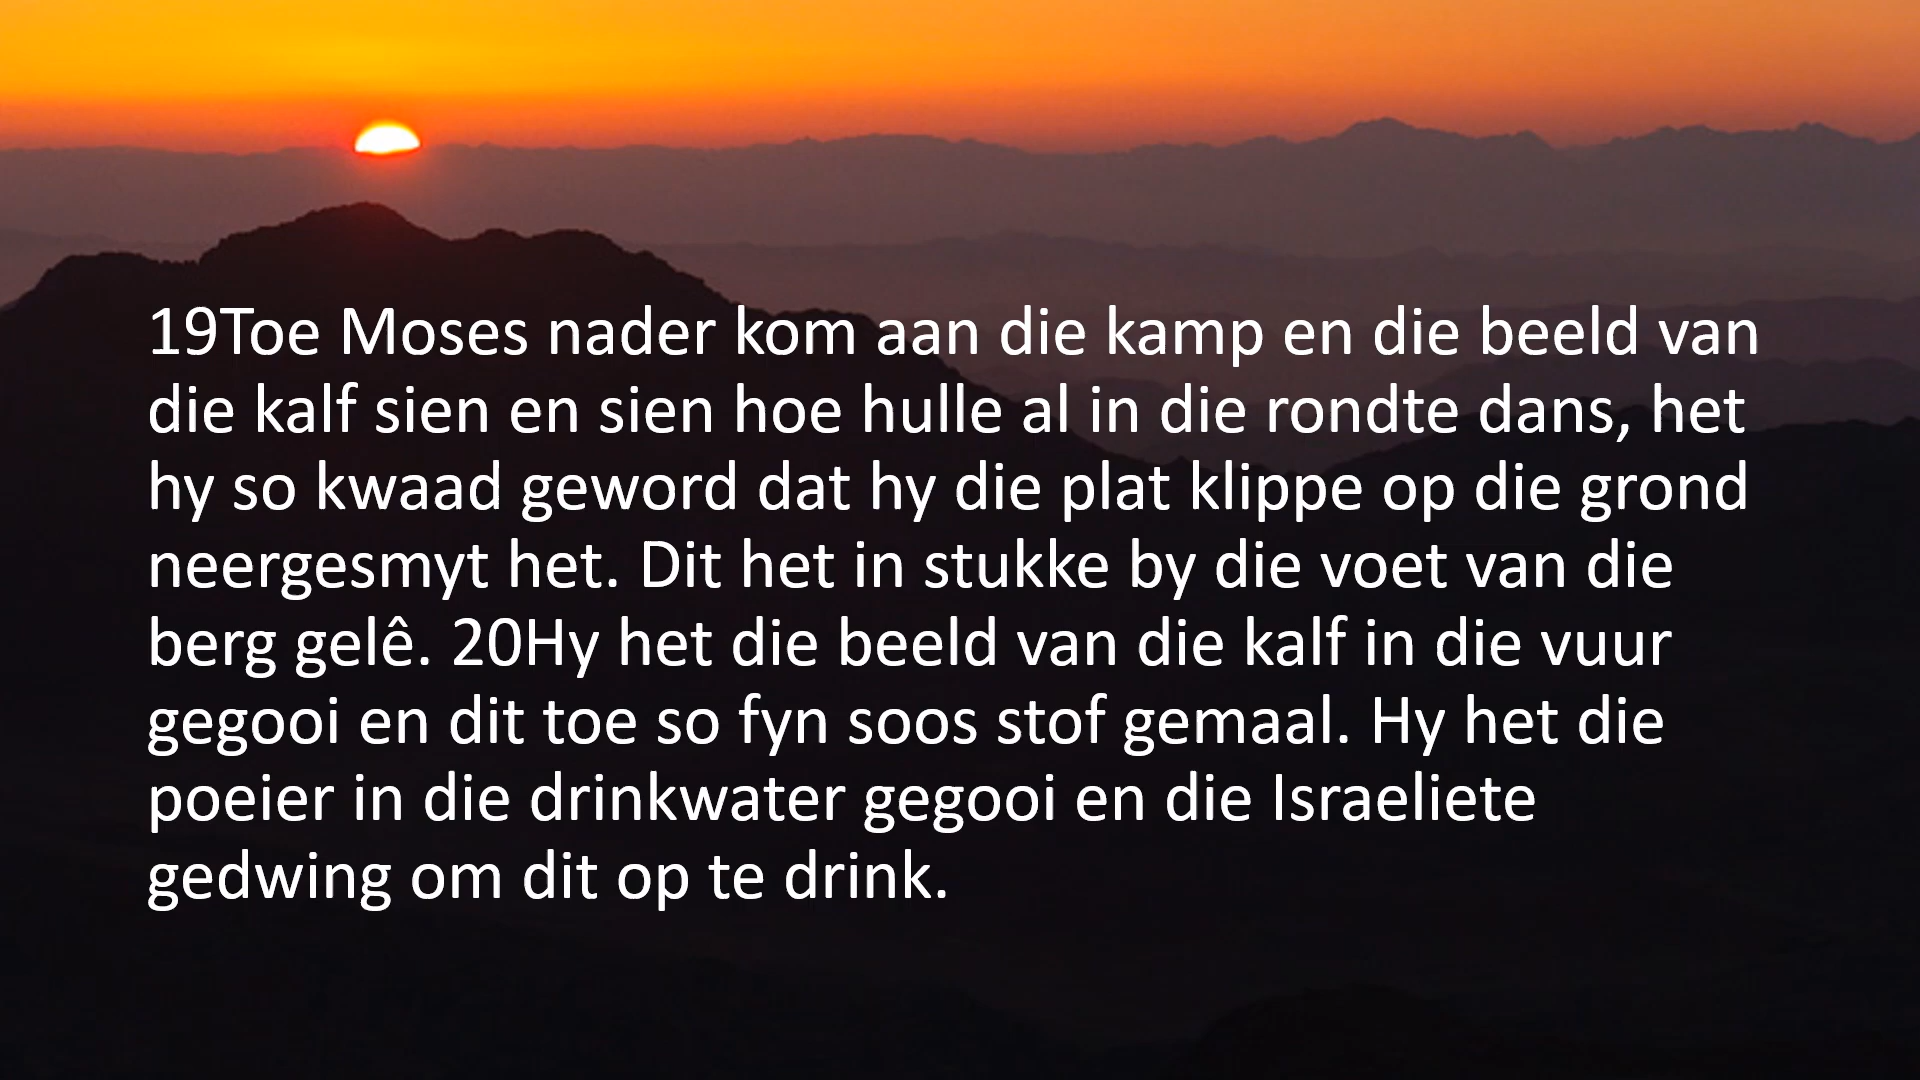 19Toe Moses nader kom aan die kamp en die beeld van
die kalf sien en sien hoe hulle al in die rondte dans, het
hy so kwaad geword dat hy die plat klippe op die grond
neergesmyt het. Dit het in stukke by die voet van die
berg gelê. 20Hy het die beeld van die kalf in die vuur
gegooi en dit toe so fyn soos stof gemaal. Hy het die
poeier in die drinkwater gegooi en die Israeliete
gedwing om dit op te drink.